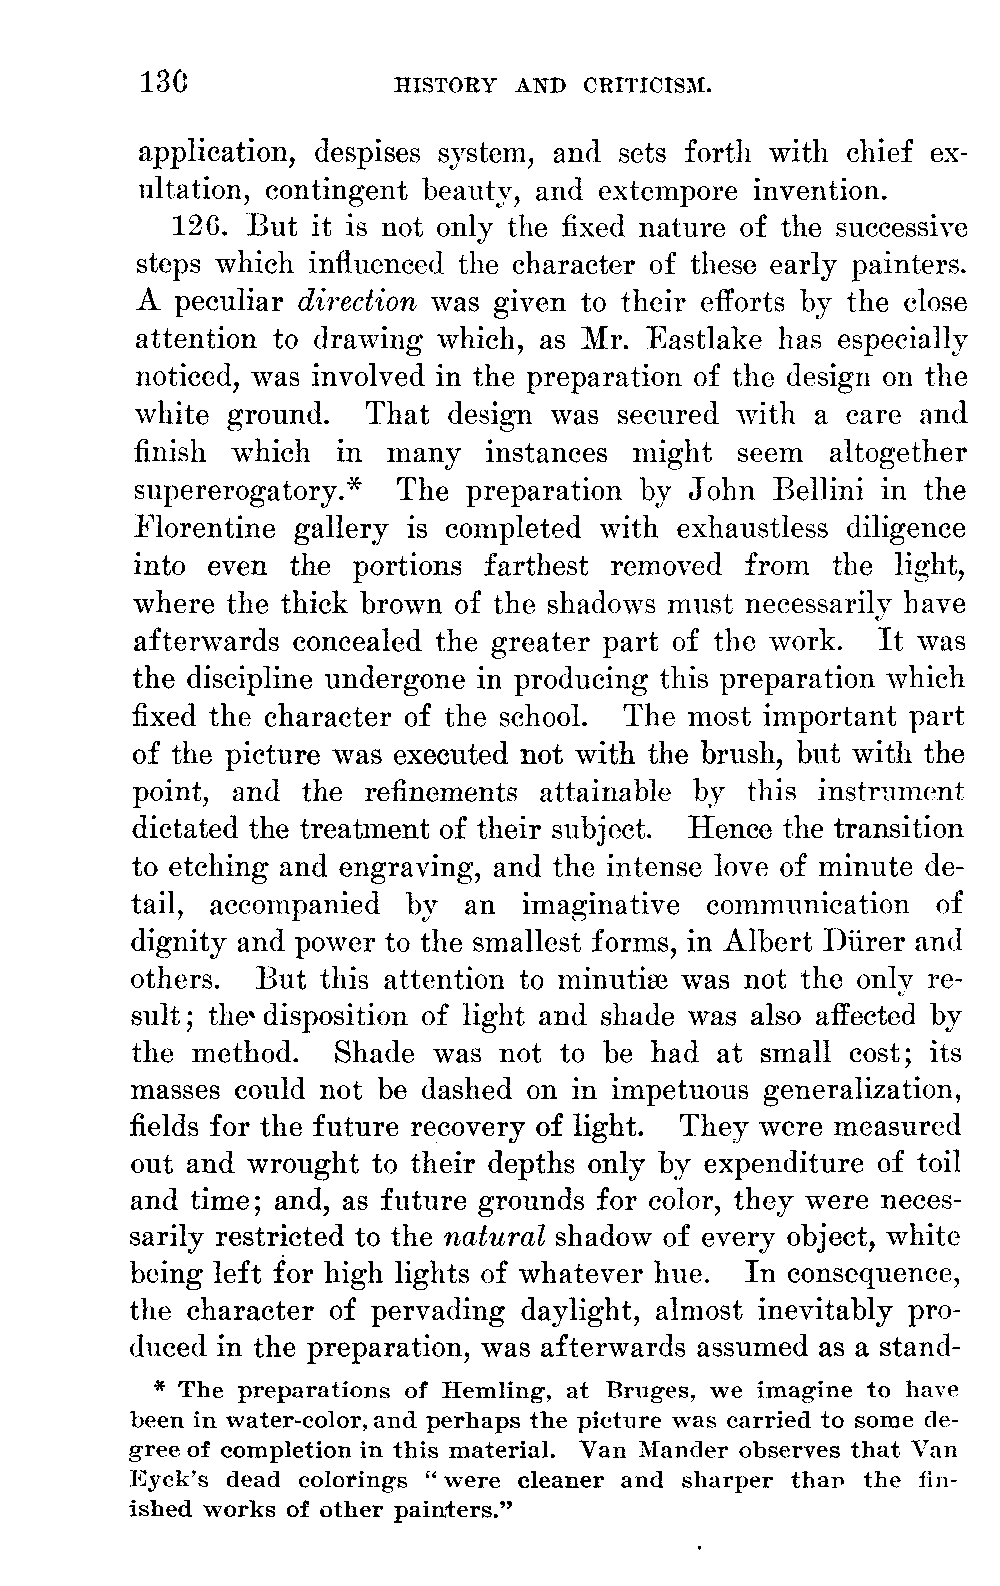 130 HISTORY AND CRITICISM.
application, despises system, and sets forth with chief ex-
ultation, contingent beauty, and extempore invention.
126. But it is not only the fixed nature of the successive
steps which influenced the character of these early painters.
A peculiar direction was given to their efforts by the close
attention to drawing which, as Mr. Eastlake has especially
noticed, was involved in the preparation of the design on the
white ground. That design was secured with a care and
finish which in many instances might seem altogether
supererogatory.* The preparation by John Bellini in the
Florentine gallery is completed with exhaustless diligence
into even the portions farthest removed from the light,
where the thick brown of the shadows must necessarily have
afterwards concealed the greater part of the work. It was
the discipline undergone in producing this preparation which
fixed the character of the school. The most important part
of the picture was executed not with the brush, but with the
point, and the refinements attainable by this instrument
dictated the treatment of their subject. Hence the transition
to etching and engraving, and the intense love of minute de-
tail, accompanied by an imaginative communication of
dignity and power to the smallest forms, in Albert Dürer and
others. But this attention to minutiæ was not the only re-
sult; the disposition of light and shade was also affected by
the method. Shade was not to be had at small cost; its
masses could not be dashed on in impetuous generalization,
fields for the future recovery of light. They were measured
out and wrought to their depths only by expenditure of toil
and time; and, as future grounds for color, they were neces-
sarily restricted to the natural shadow of every object, white
being left for high lights of whatever hue. In consequence,
the character of pervading daylight, almost inevitably pro-
duced in the preparation, was afterwards assumed as a stand-
* The preparations of Hemling, at Bruges, we imagine to have
been in water-color, and perhaps the picture was carried to some de-
gree of completion in this material. Van Mander observes that Van
Eyck's dead colorings "were cleaner and sharper than the fin-
ished works of other painters."